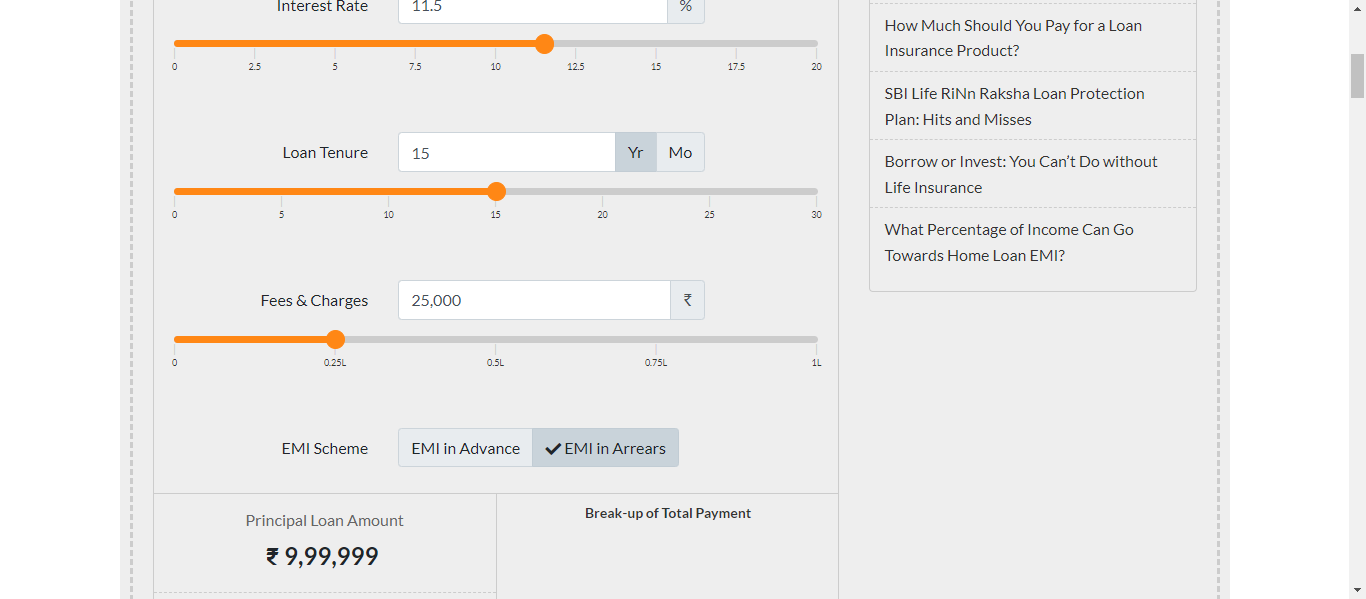 Interest Rate
11.5
%
0 2.5 5 7.5 10 12.5 15 17.5 20
Loan Tenure
15
Yr
Mo
0 5 10 15 20 25 30
Fees & Charges
25,000
₹
0 0.25L 0.5L 0.75L 1L
EMI Scheme
EMI in Advance
EMI in Arrears
Principal Loan Amount
₹ 9,99,999
Break-up of Total Payment
How Much Should You Pay for a Loan
Insurance Product?
SBI Life RiNn Raksha Loan Protection
Plan: Hits and Misses
Borrow or Invest: You Can’t Do without
Life Insurance
What Percentage of Income Can Go
Towards Home Loan EMI?